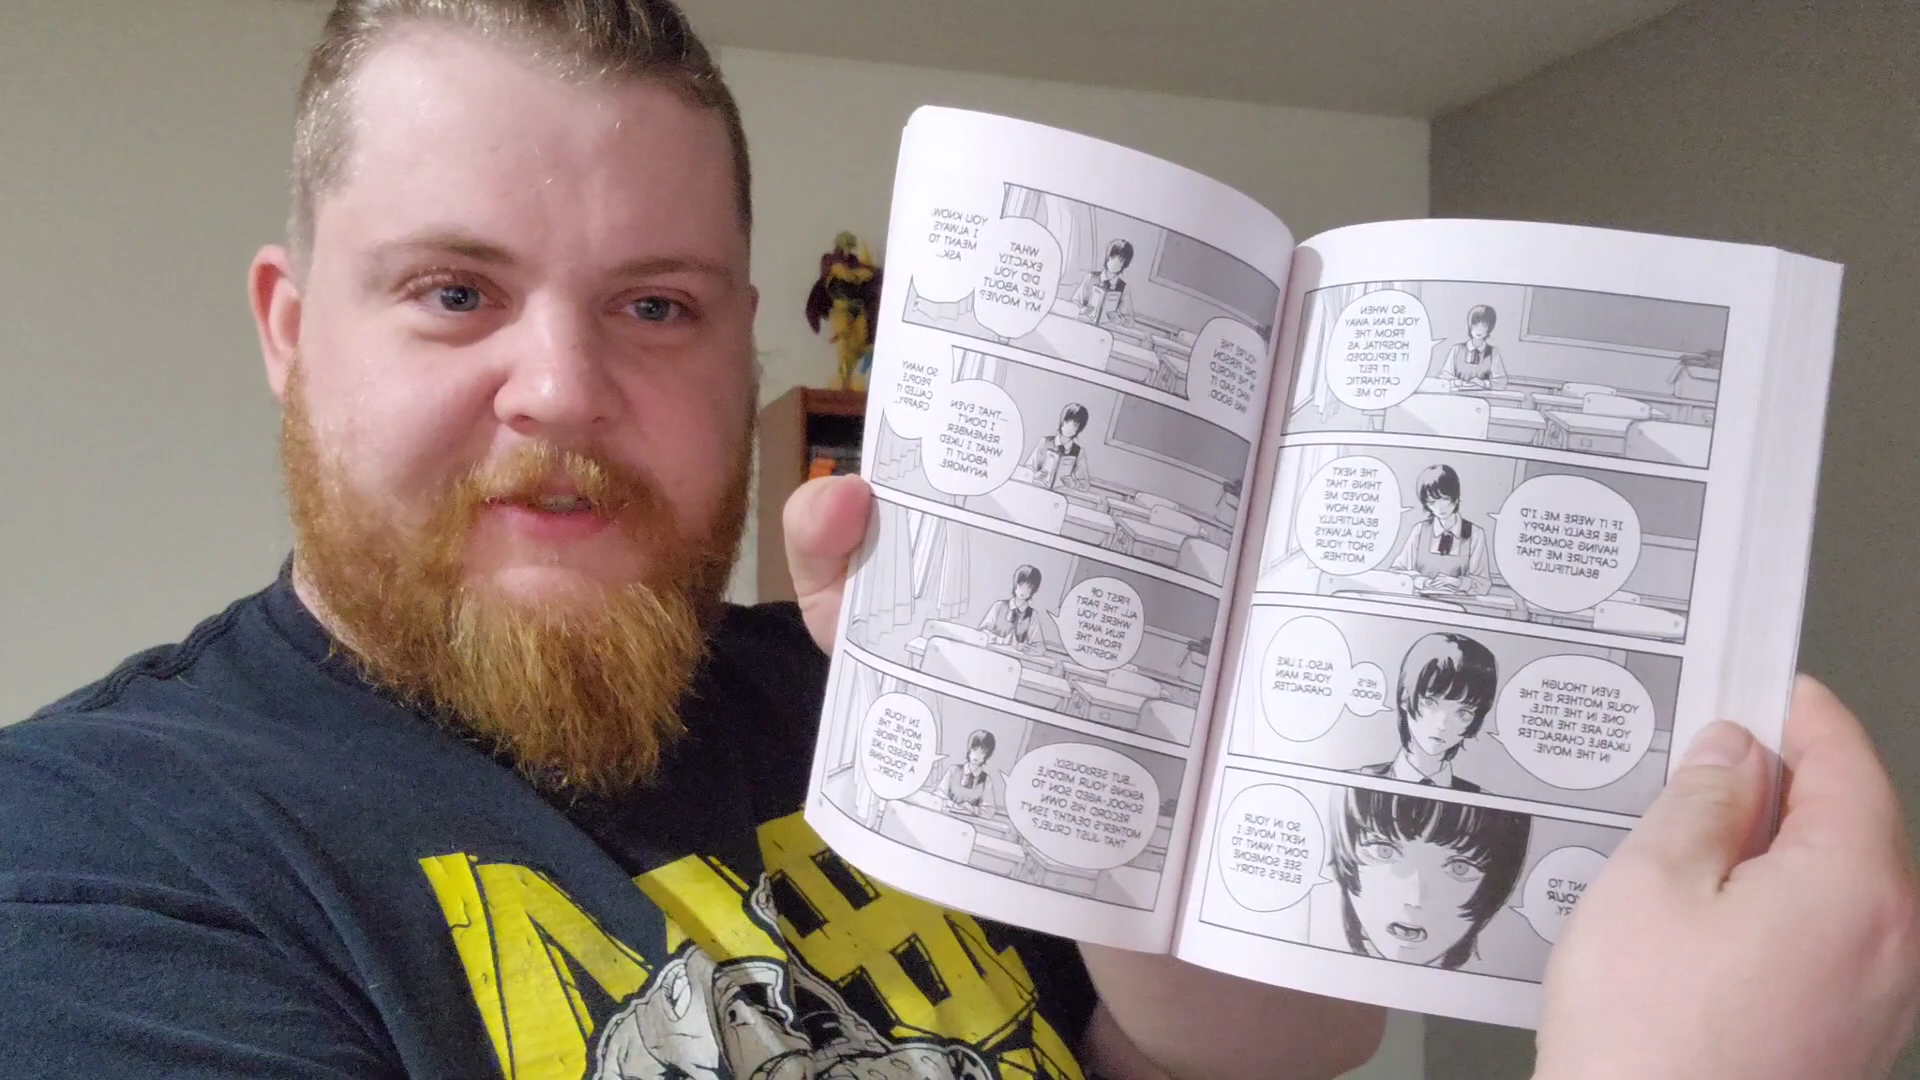 YOU KNOW,
I ALWAYS
MEANT TO
ASK...
WHAT
EXACTLY
DID YOU
LIKE ABOUT
MY MOVIE?
YOU'RE THE
ONLY PERSON
IN THE WORLD
WHO SAID IT
WAS GOOD.
SO MANY
PEOPLE
CALLED IT
CRAPPY...
...THAT EVEN
I DON'T
REMEMBER
WHAT I LIKED
ABOUT IT
ANYMORE.
FIRST OF
ALL, THE PART
WHERE YOU
RUN AWAY
FROM THE
HOSPITAL.
IN YOUR
MOVIE, THE
PLOT PROG-
RESSED LIKE
A TOUCHING
STORY...
...BUT SERIOUSLY,
ASKING YOUR MIDDLE
SCHOOL-AGED SON TO
RECORD HIS OWN
MOTHER'S DEATH? ISN'T
THAT JUST CRUEL?
SO WHEN
YOU RAN AWAY
FROM THE
HOSPITAL AS
IT EXPLODED,
IT FELT
CATHARTIC
TO ME.
THE NEXT
THING THAT
MOVED ME
WAS HOW
BEAUTIFULLY
YOU ALWAYS
SHOT YOUR
MOTHER.
IF IT WERE ME, I'D
BE REALLY HAPPY
HAVING SOMEONE
CAPTURE ME THAT
BEAUTIFULLY.
ALSO, I LIKE
YOUR MAIN
CHARACTER.
HE'S
GOOD.
EVEN THOUGH
YOUR MOTHER IS THE
ONE IN THE TITLE,
YOU ARE THE MOST
LIKABLE CHARACTER
IN THE MOVIE.
SO IN YOUR
NEXT MOVIE, I
DON'T WANT TO
SEE SOMEONE
ELSE'S STORY...
TO